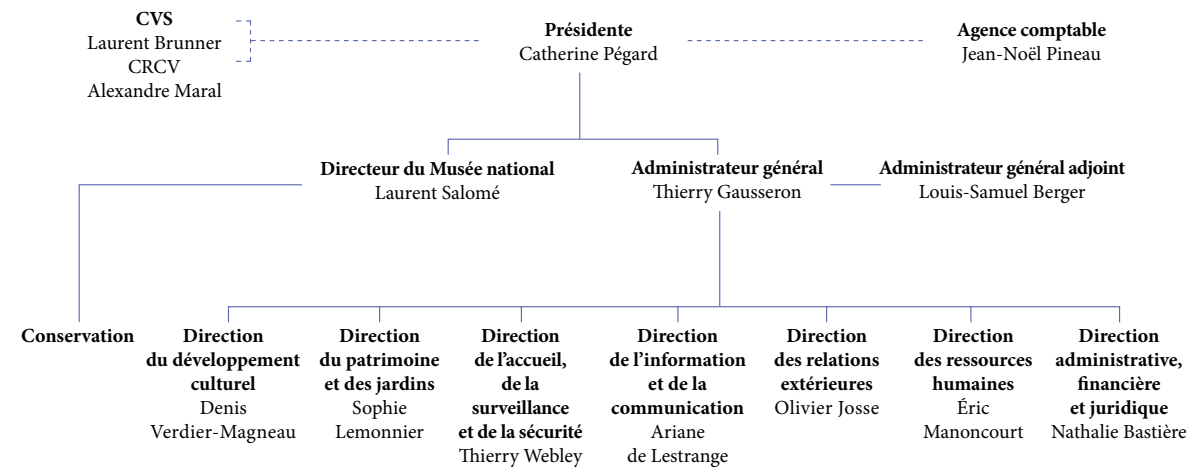 CVS
Laurent Brunner
CRCV
Alexandre Maral
Présidente
Catherine Pégard
Agence comptable
Jean-Noël Pineau
Directeur du Musée national
Laurent Salomé
Administrateur général
Thierry Gausseron
Administrateur général adjoint
Louis-Samuel Berger
Conservation
Direction
du développement
culturel
Denis
Verdier-Magneau
Direction
du patrimoine
et des jardins
Sophie
Lemonnier
Direction
de l’accueil,
de la
surveillance
et de la sécurité
Thierry Webley
Direction
de l’information
et de la
communication
Ariane
de Lestrange
Direction
des relations
extérieures
Olivier Josse
Direction
des ressources
humaines
Éric
Manoncourt
Direction
administrative,
financière
et juridique
Nathalie Bastière